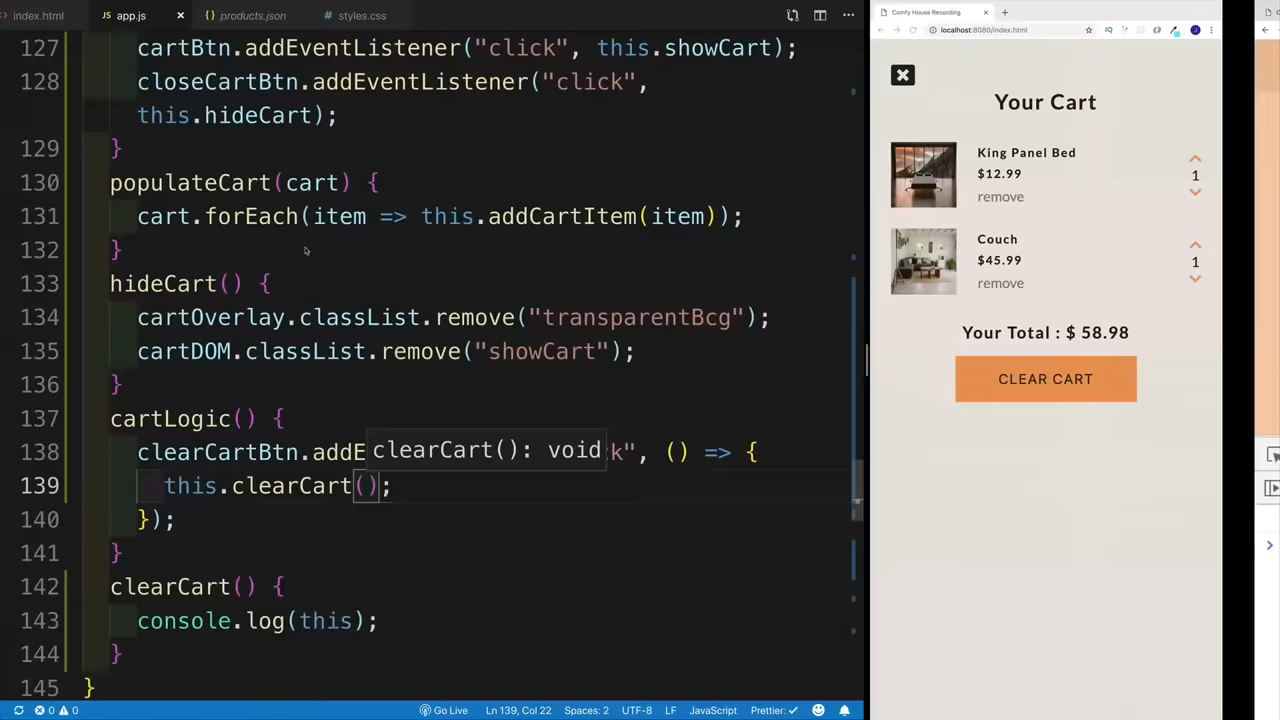 index.html
app.js
products.json
styles.css
127 cartBtn.addEventListener("click", this.showCart);
128 closeCartBtn.addEventListener("click",
this.hideCart);
129 }
130 populateCart(cart) {
131 cart.forEach(item => this.addCartItem(item));
132 }
133 hideCart() {
134 cartOverlay.classList.remove("transparentBcg");
135 cartDOM.classList.remove("showCart");
136 }
137 cartLogic() {
138 clearCartBtn.addE clearCart(): void k", () => {
139 this.clearCart();
140 });
141 }
142 clearCart() {
143 console.log(this);
144 }
145 }
0 0 Go Live Ln 139, Col 22 Spaces: 2 UTF-8 LF JavaScript Prettier:
Comfy House Recording
localhost:8080/index.html
Your Cart
King Panel Bed
$12.99
remove
1
Couch
$45.99
remove
1
Your Total : $ 58.98
CLEAR CART